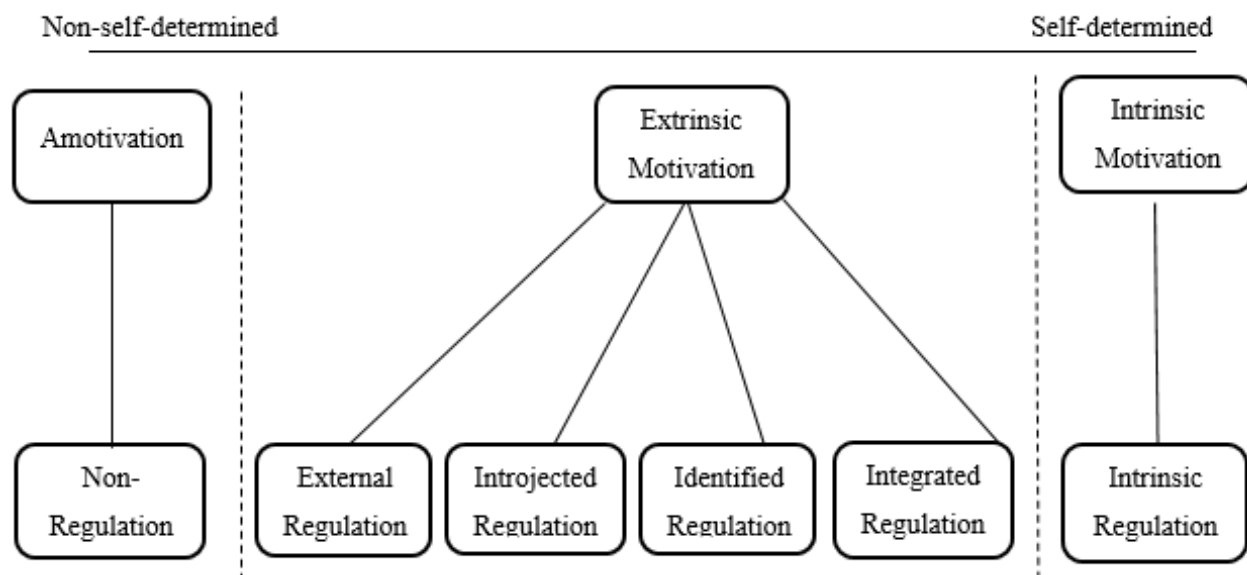 Non-self-determined
Self-determined
Amotivation
Extrinsic
Motivation
Intrinsic
Motivation
Non-
Regulation
External
Regulation
Introjected
Regulation
Identified
Regulation
Integrated
Regulation
Intrinsic
Regulation